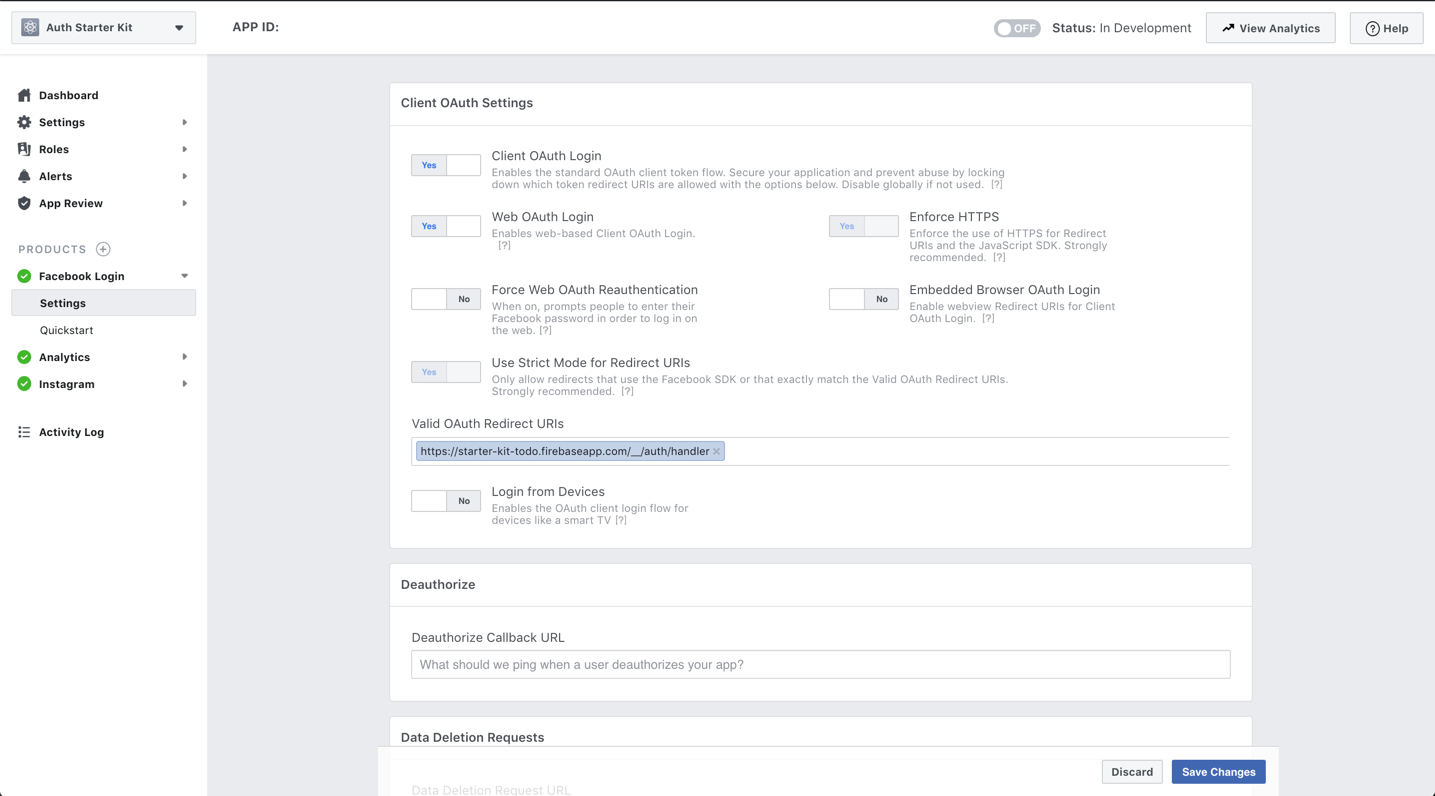 Auth Starter Kit
APP ID:
OFF
Status: In Development
View Analytics
Help
Dashboard
Settings
Roles
Alerts
App Review
PRODUCTS
Facebook Login
Settings
Quickstart
Analytics
Instagram
Activity Log
Client OAuth Settings
Yes
Client OAuth Login
Enables the standard OAuth client token flow. Secure your application and prevent abuse by locking
down which token redirect URIs are allowed with the options below. Disable globally if not used. [?]
Yes
Web OAuth Login
Enables web-based Client OAuth Login.
[?]
Yes
Enforce HTTPS
Enforce the use of HTTPS for Redirect
URIs and the JavaScript SDK. Strongly
recommended. [?]
No
Force Web OAuth Reauthentication
When on, prompts people to enter their
Facebook password in order to log in on
the web. [?]
No
Embedded Browser OAuth Login
Enable webview Redirect URIs for Client
OAuth Login. [?]
Yes
Use Strict Mode for Redirect URIs
Only allow redirects that use the Facebook SDK or that exactly match the Valid OAuth Redirect URIs.
Strongly recommended. [?]
Valid OAuth Redirect URIs
https://starter-kit-todo.firebaseapp.com/__/auth/handler ×
No
Login from Devices
Enables the OAuth client login flow for
devices like a smart TV [?]
Deauthorize
Deauthorize Callback URL
What should we ping when a user deauthorizes your app?
Data Deletion Requests
Data Deletion Request URL
Discard
Save Changes